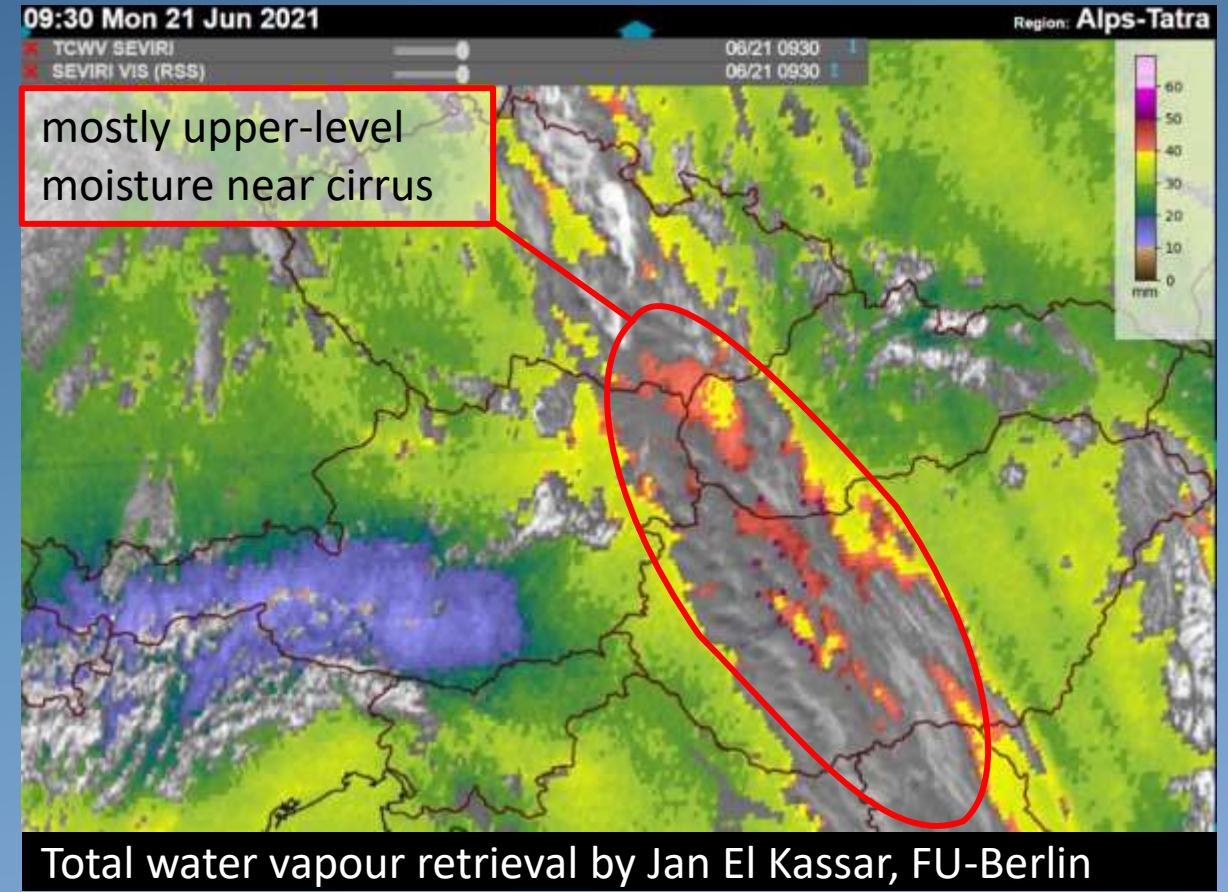 09:30 Mon 21 Jun 2021
Region: Alps-Tatra
TCWV SEVIRI 06/21 0930
SEVIRI VIS (RSS) 06/21 0930
mostly upper-level
moisture near cirrus
60
50
40
30
20
10
0
mm
Total water vapour retrieval by Jan El Kassar, FU-Berlin